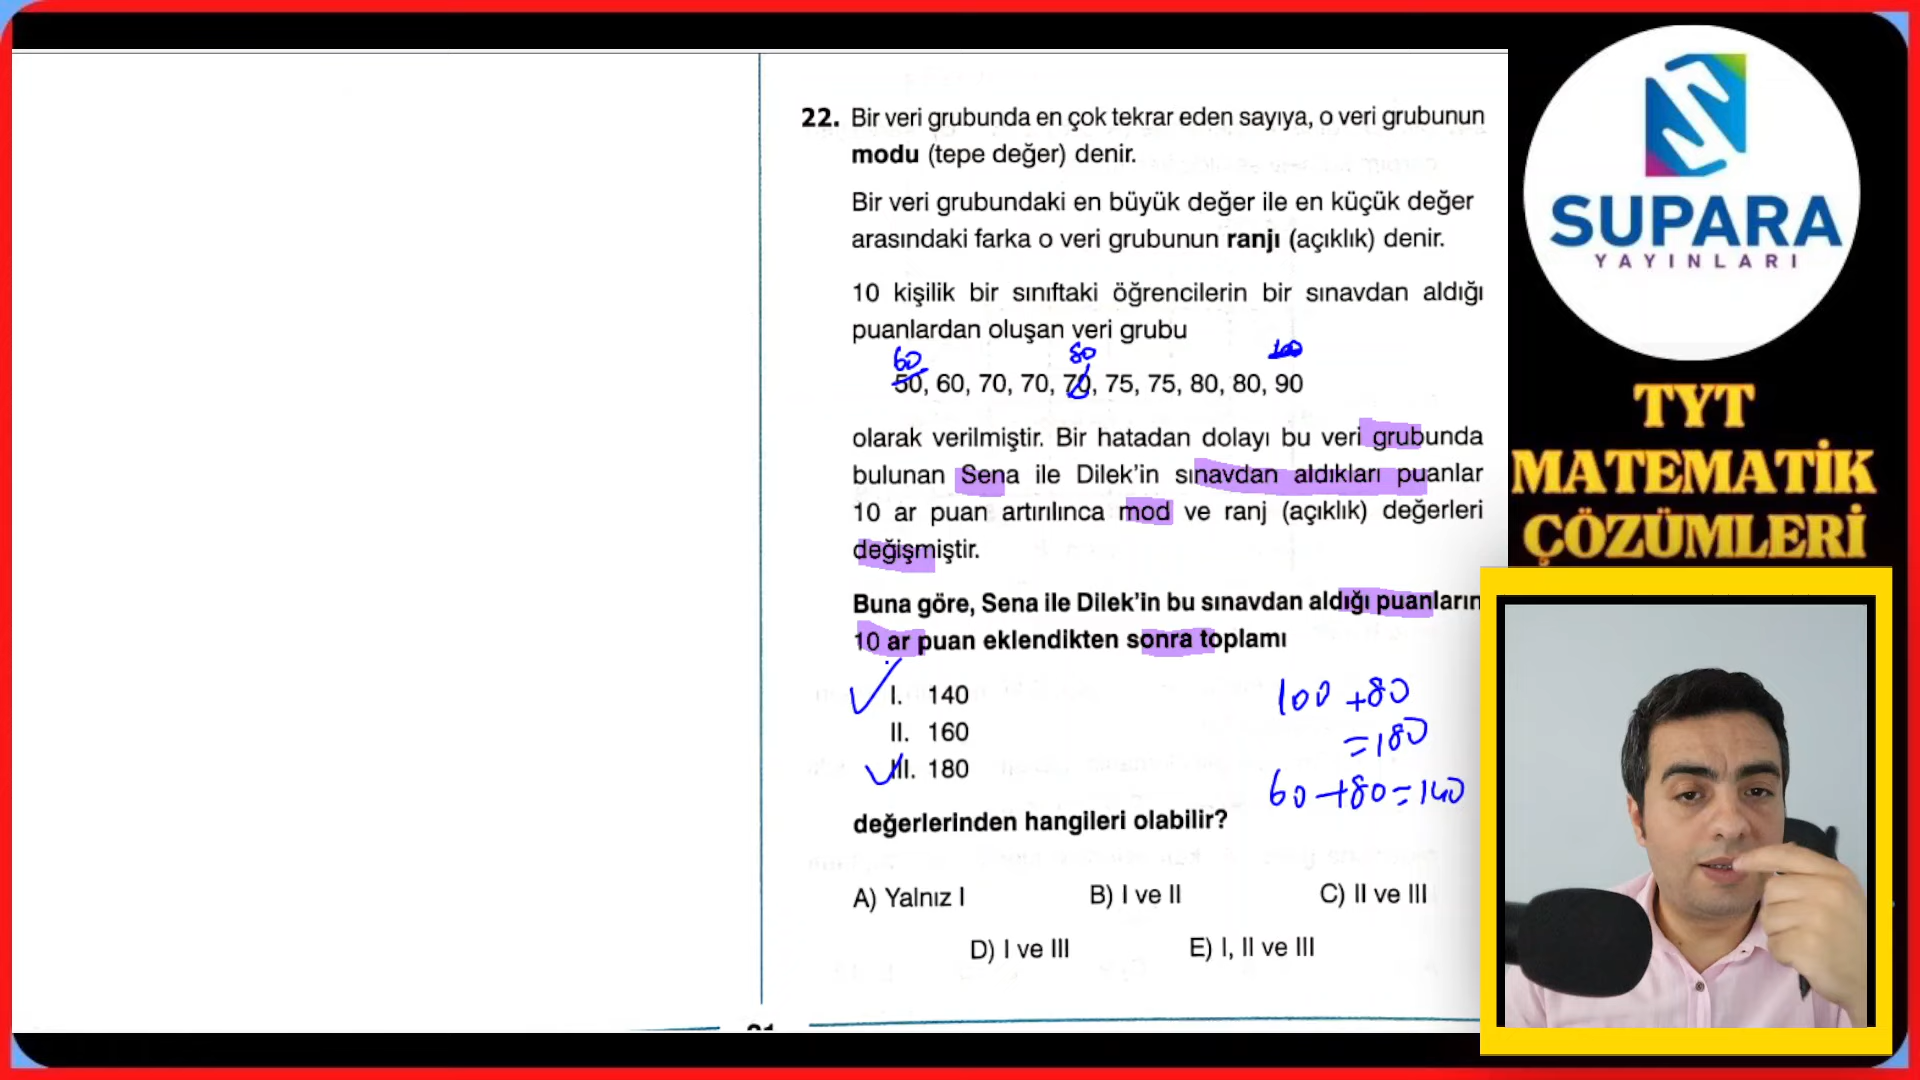 22. Bir veri grubunda en çok tekrar eden sayıya, o veri grubunun
modu (tepe değer) denir.
Bir veri grubundaki en büyük değer ile en küçük değer
arasındaki farka o veri grubunun ranjı (açıklık) denir.
10 kişilik bir sınıftaki öğrencilerin bir sınavdan aldığı
puanlardan oluşan veri grubu
60 80 100
50, 60, 70, 70, 70, 75, 75, 80, 80, 90
olarak verilmiştir. Bir hatadan dolayı bu veri grubunda
bulunan Sena ile Dilek'in sınavdan aldıkları puanlar
10 ar puan artırılınca mod ve ranj (açıklık) değerleri
değişmiştir.
Buna göre, Sena ile Dilek'in bu sınavdan aldığı puanların
10 ar puan eklendikten sonra toplamı
I. 140
II. 160
III. 180
100 +80
=180
60+80=140
değerlerinden hangileri olabilir?
A) Yalnız I B) I ve II C) II ve III
D) I ve III E) I, II ve III
SUPARA
YAYINLARI
TYT
MATEMATİK
ÇÖZÜMLERİ